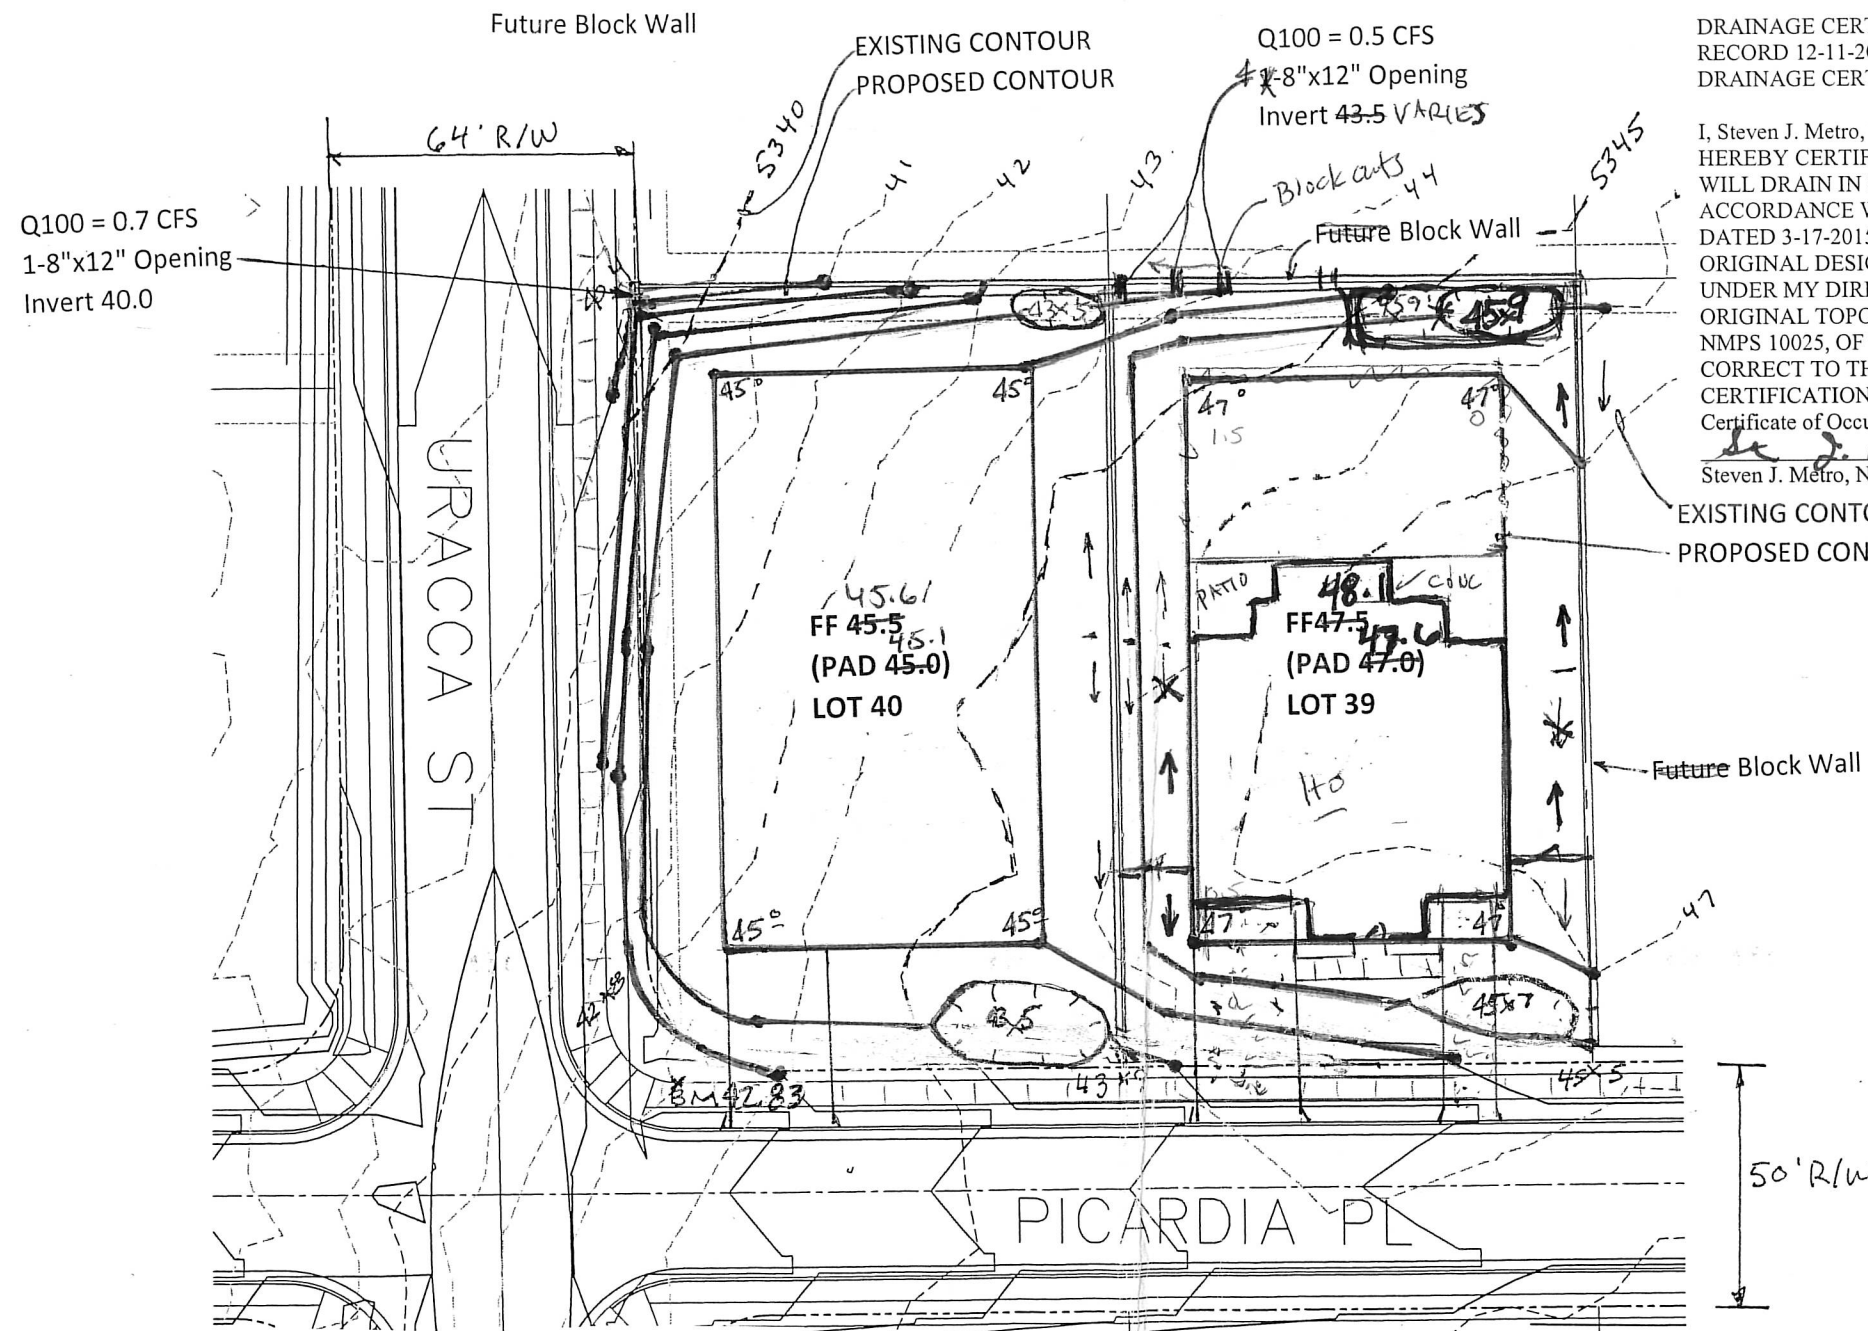 Future Block Wall
EXISTING CONTOUR
PROPOSED CONTOUR
Q100 = 0.5 CFS
4 1-8"x12" Opening
Invert 43.5 VARIES
DRAINAGE CERT
RECORD 12-11-20
DRAINAGE CERT
I, Steven J. Metro,
HEREBY CERTIF
WILL DRAIN IN
ACCORDANCE W
DATED 3-17-2015
ORIGINAL DESIG
UNDER MY DIRE
ORIGINAL TOPO
NMPS 10025, OF
CORRECT TO TH
CERTIFICATION
Certificate of Occu
Steven J. Metro, N
64' R/W
5340
41
42
43
Block outs
44
5345
Future Block Wall
Q100 = 0.7 CFS
1-8"x12" Opening
Invert 40.0
43x5
45x9
45°
45°
47°
47°
1.5
0
EXISTING CONTO
PROPOSED CON
URACCA ST
45.61
FF 45.5
45.1
(PAD 45.0)
LOT 40
PATIO
48.1
CONC
FF47.5
47.6
(PAD 47.0)
LOT 39
Future Block Wall
45°
45°
47°
47°
47
42x8
43x5
45x7
BM 42.83
43x5
45x5
PICARDIA PL
50' R/W